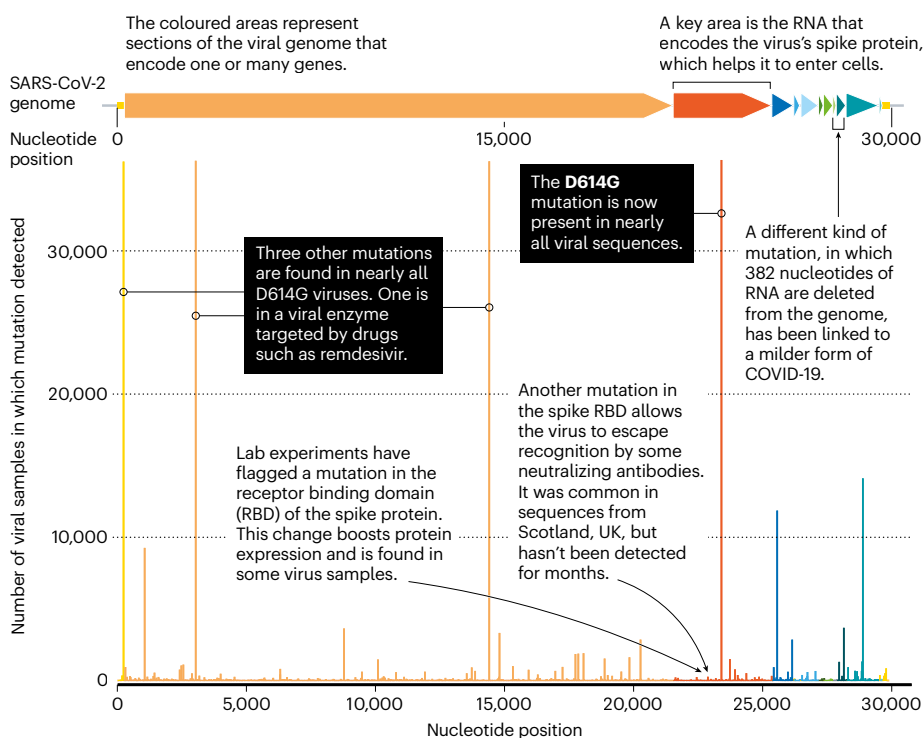 The coloured areas represent
sections of the viral genome that
encode one or many genes.
A key area is the RNA that
encodes the virus's spike protein,
which helps it to enter cells.
SARS-CoV-2
genome
Nucleotide
position
0
15,000
30,000
The D614G
mutation is now
present in nearly
all viral sequences.
Three other mutations
are found in nearly all
D614G viruses. One is
in a viral enzyme
targeted by drugs
such as remdesivir.
A different kind of
mutation, in which
382 nucleotides of
RNA are deleted
from the genome,
has been linked to
a milder form of
COVID-19.
Another mutation in
the spike RBD allows
the virus to escape
recognition by some
neutralizing antibodies.
It was common in
sequences from
Scotland, UK, but
hasn't been detected
for months.
Lab experiments have
flagged a mutation in the
receptor binding domain
(RBD) of the spike protein.
This change boosts protein
expression and is found in
some virus samples.
Number of viral samples in which mutation detected
30,000
20,000
10,000
0
0
5,000
10,000
15,000
20,000
25,000
30,000
Nucleotide position